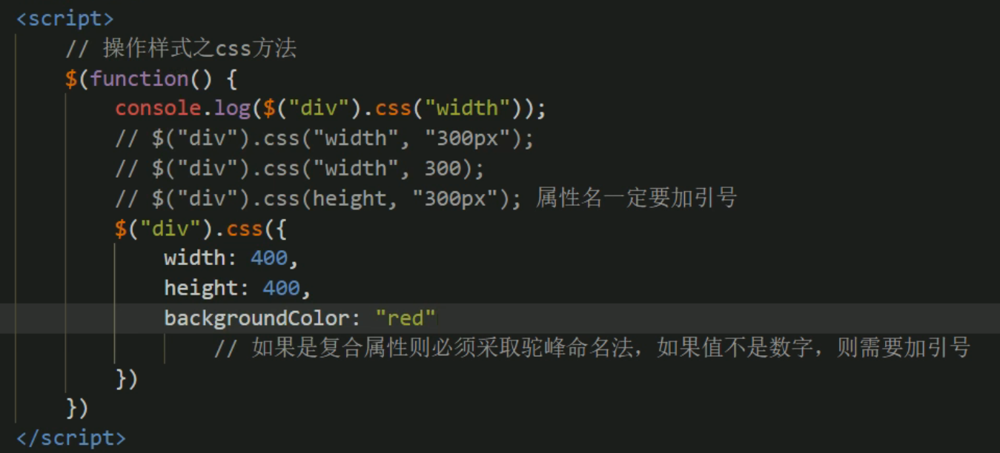 <script>
// 操作样式之css方法
$(function() {
console.log($("div").css("width"));
// $("div").css("width", "300px");
// $("div").css("width", 300);
// $("div").css(height, "300px"); 属性名一定要加引号
$("div").css({
width: 400,
height: 400,
backgroundColor: "red"
// 如果是复合属性则必须采取驼峰命名法，如果值不是数字，则需要加引号
})
})
</script>